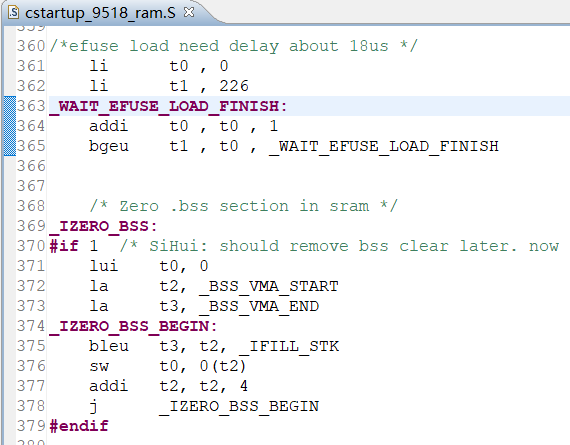 cstartup_9518_ram.S
359
360 /*efuse load need delay about 18us */
361     li      t0 , 0
362     li      t1 , 226
363 _WAIT_EFUSE_LOAD_FINISH:
364     addi    t0 , t0 , 1
365     bgeu    t1 , t0 , _WAIT_EFUSE_LOAD_FINISH
366
367
368     /* Zero .bss section in sram */
369 _IZERO_BSS:
370 #if 1  /* SiHui: should remove bss clear later. now
371     lui    t0, 0
372     la     t2, _BSS_VMA_START
373     la     t3, _BSS_VMA_END
374 _IZERO_BSS_BEGIN:
375     bleu   t3, t2, _IFILL_STK
376     sw     t0, 0(t2)
377     addi   t2, t2, 4
378     j      _IZERO_BSS_BEGIN
379 #endif